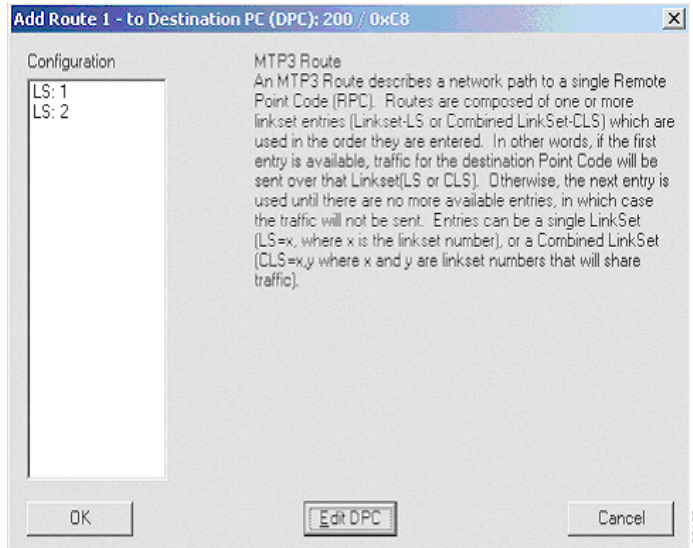 Add Route 1 - to Destination PC (DPC): 200 / 0xC8
Configuration
LS: 1
LS: 2
MTP3 Route
An MTP3 Route describes a network path to a single Remote
Point Code (RPC). Routes are composed of one or more
linkset entries (Linkset-LS or Combined LinkSet-CLS) which are
used in the order they are entered. In other words, if the first
entry is available, traffic for the destination Point Code will be
sent over that Linkset(LS or CLS). Otherwise, the next entry is
used until there are no more available entries, in which case
the traffic will not be sent. Entries can be a single LinkSet
(LS=x, where x is the linkset number), or a Combined LinkSet
(CLS=x,y where x and y are linkset numbers that will share
traffic).
OK
Edit DPC
Cancel